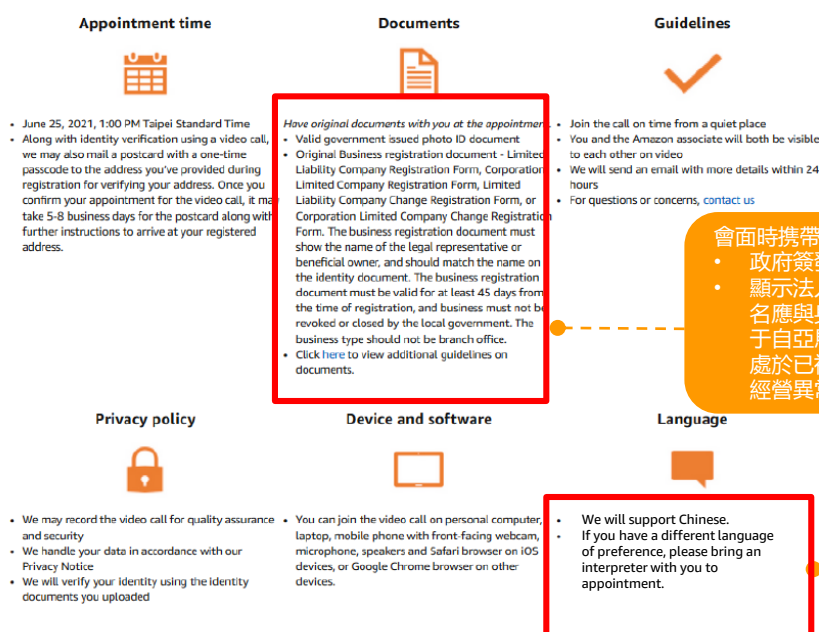 Appointment time
• June 25, 2021, 1:00 PM Taipei Standard Time
• Along with identity verification using a video call,
we may also mail a postcard with a one-time
passcode to the address you've provided during
registration for verifying your address. Once you
confirm your appointment for the video call, it may
take 5-8 business days for the postcard along with
further instructions to arrive at your registered
address.
Documents
Have original documents with you at the appointment.
• Valid government issued photo ID document
• Original Business registration document - Limited
Liability Company Registration Form, Corporation
Limited Company Registration Form, Limited
Liability Company Change Registration Form, or
Corporation Limited Company Change Registration
Form. The business registration document must
show the name of the legal representative or
beneficial owner, and should match the name on
the identity document. The business registration
document must be valid for at least 45 days from
the time of registration, and business must not be
revoked or closed by the local government. The
business type should not be branch office.
• Click here to view additional guidelines on
documents.
Guidelines
• Join the call on time from a quiet place
• You and the Amazon associate will both be visible
to each other on video
• We will send an email with more details within 24
hours
• For questions or concerns, contact us
會面時携帶
• 政府簽
• 顯示法
名應與
于自亞
處於已
經營異
Privacy policy
• We may record the video call for quality assurance
and security
• We handle your data in accordance with our
Privacy Notice
• We will verify your identity using the identity
documents you uploaded
Device and software
• You can join the video call on personal computer,
laptop, mobile phone with front-facing webcam,
microphone, speakers and Safari browser on iOS
devices, or Google Chrome browser on other
devices.
Language
• We will support Chinese.
• If you have a different language
of preference, please bring an
interpreter with you to
appointment.